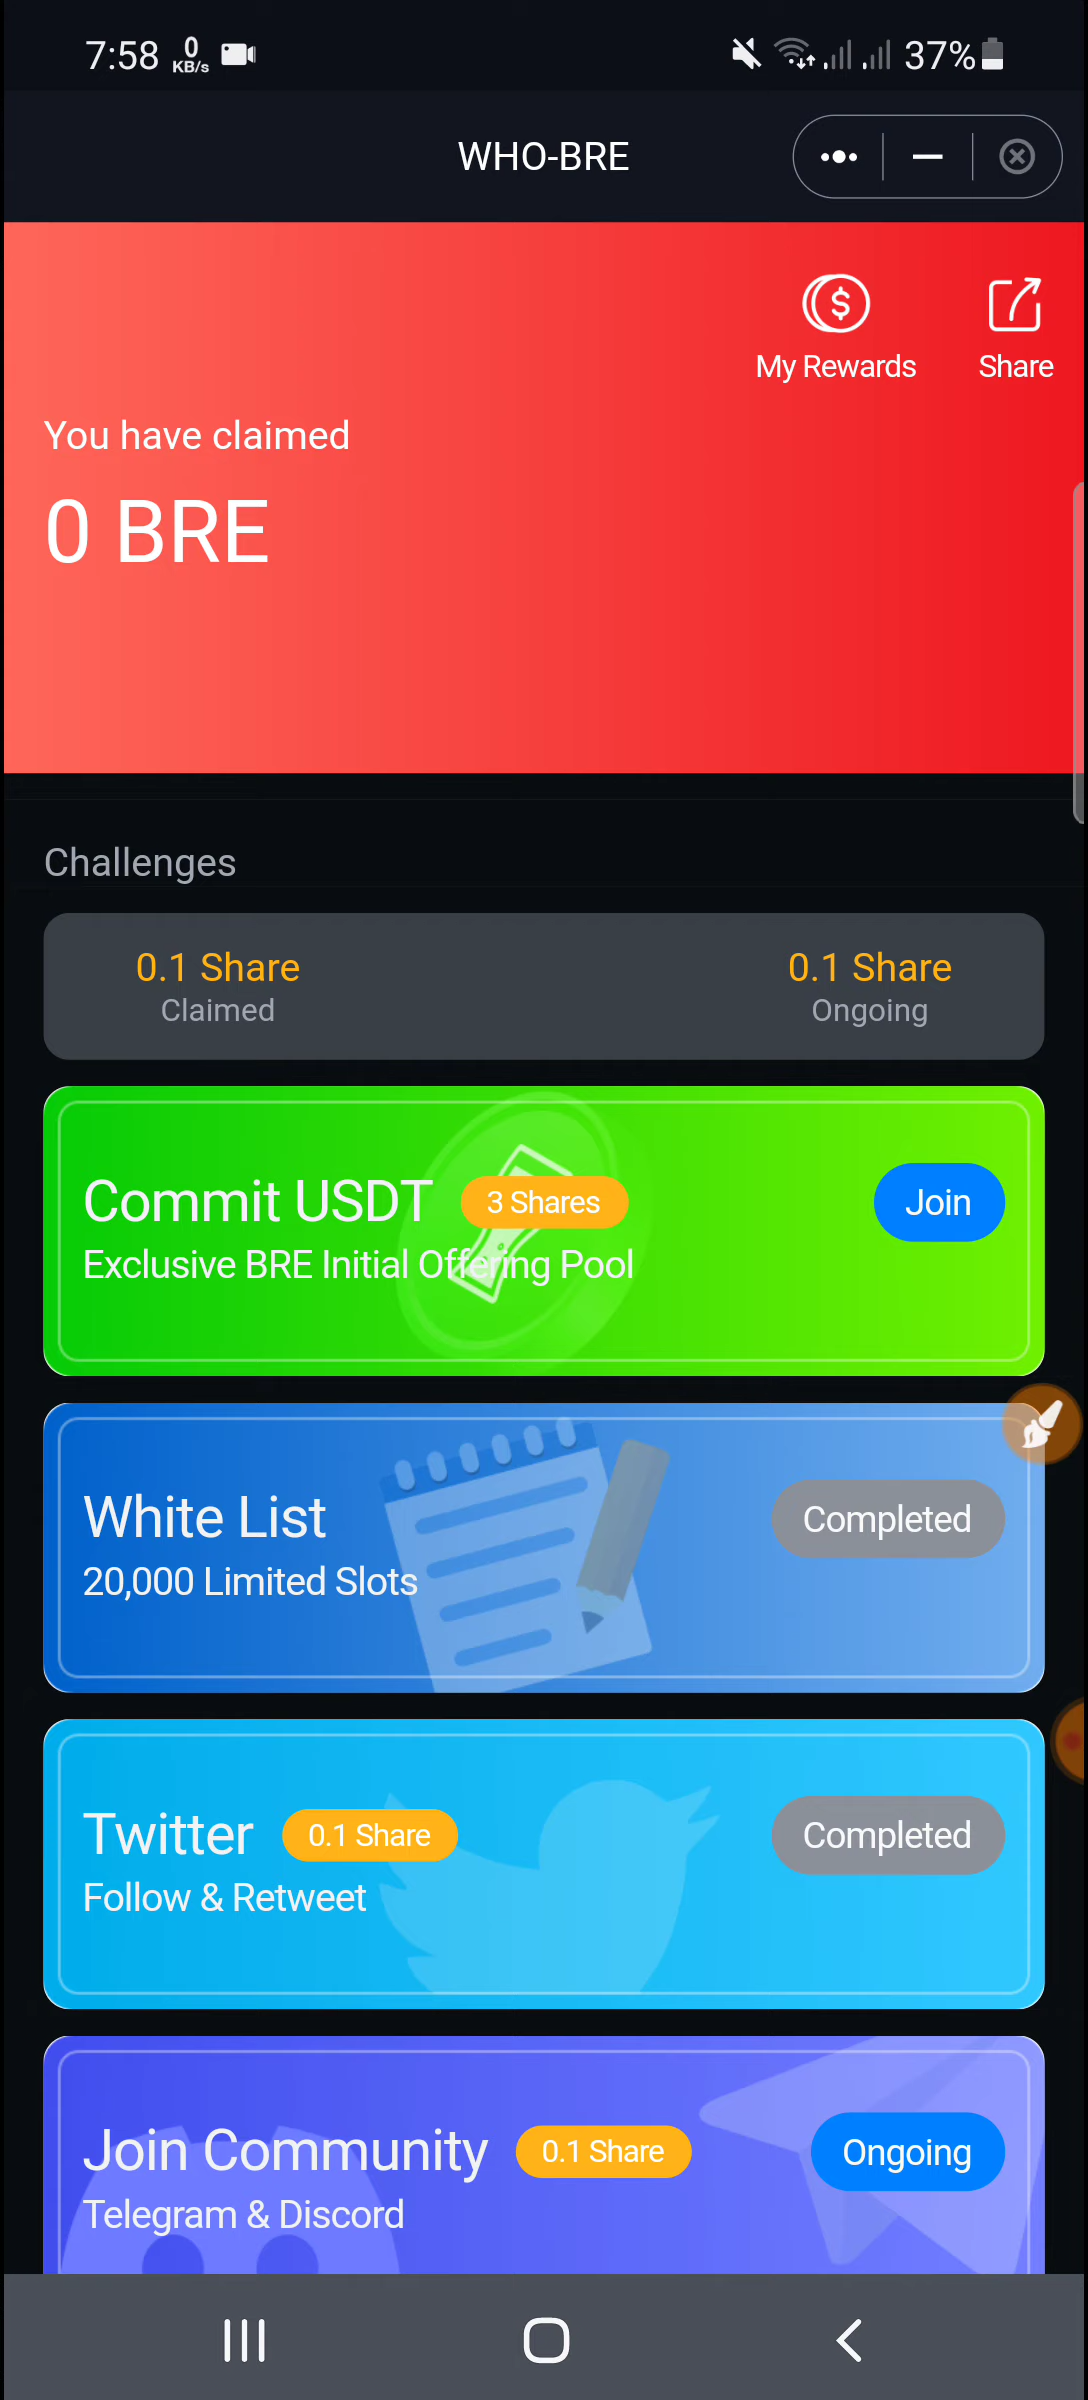 7:58 0 KB/s 37%
WHO-BRE
My Rewards Share
You have claimed
0 BRE
Challenges
0.1 Share 0.1 Share
Claimed Ongoing
Commit USDT 3 Shares Join
Exclusive BRE Initial Offering Pool
White List Completed
20,000 Limited Slots
Twitter 0.1 Share Completed
Follow & Retweet
Join Community 0.1 Share Ongoing
Telegram & Discord